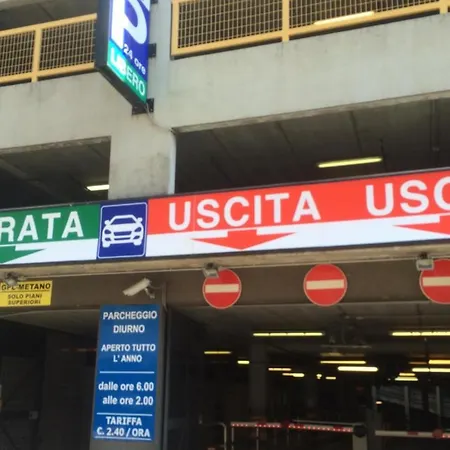 P
24 ore
LIBERO
RATA
USCITA
USC
GPL-METANO
SOLO PIANI
SUPERIORI
PARCHEGGIO
DIURNO
APERTO TUTTO
L'ANNO
dalle ore 6.00
alle ore 2.00
TARIFFA
€. 2.40 / ORA